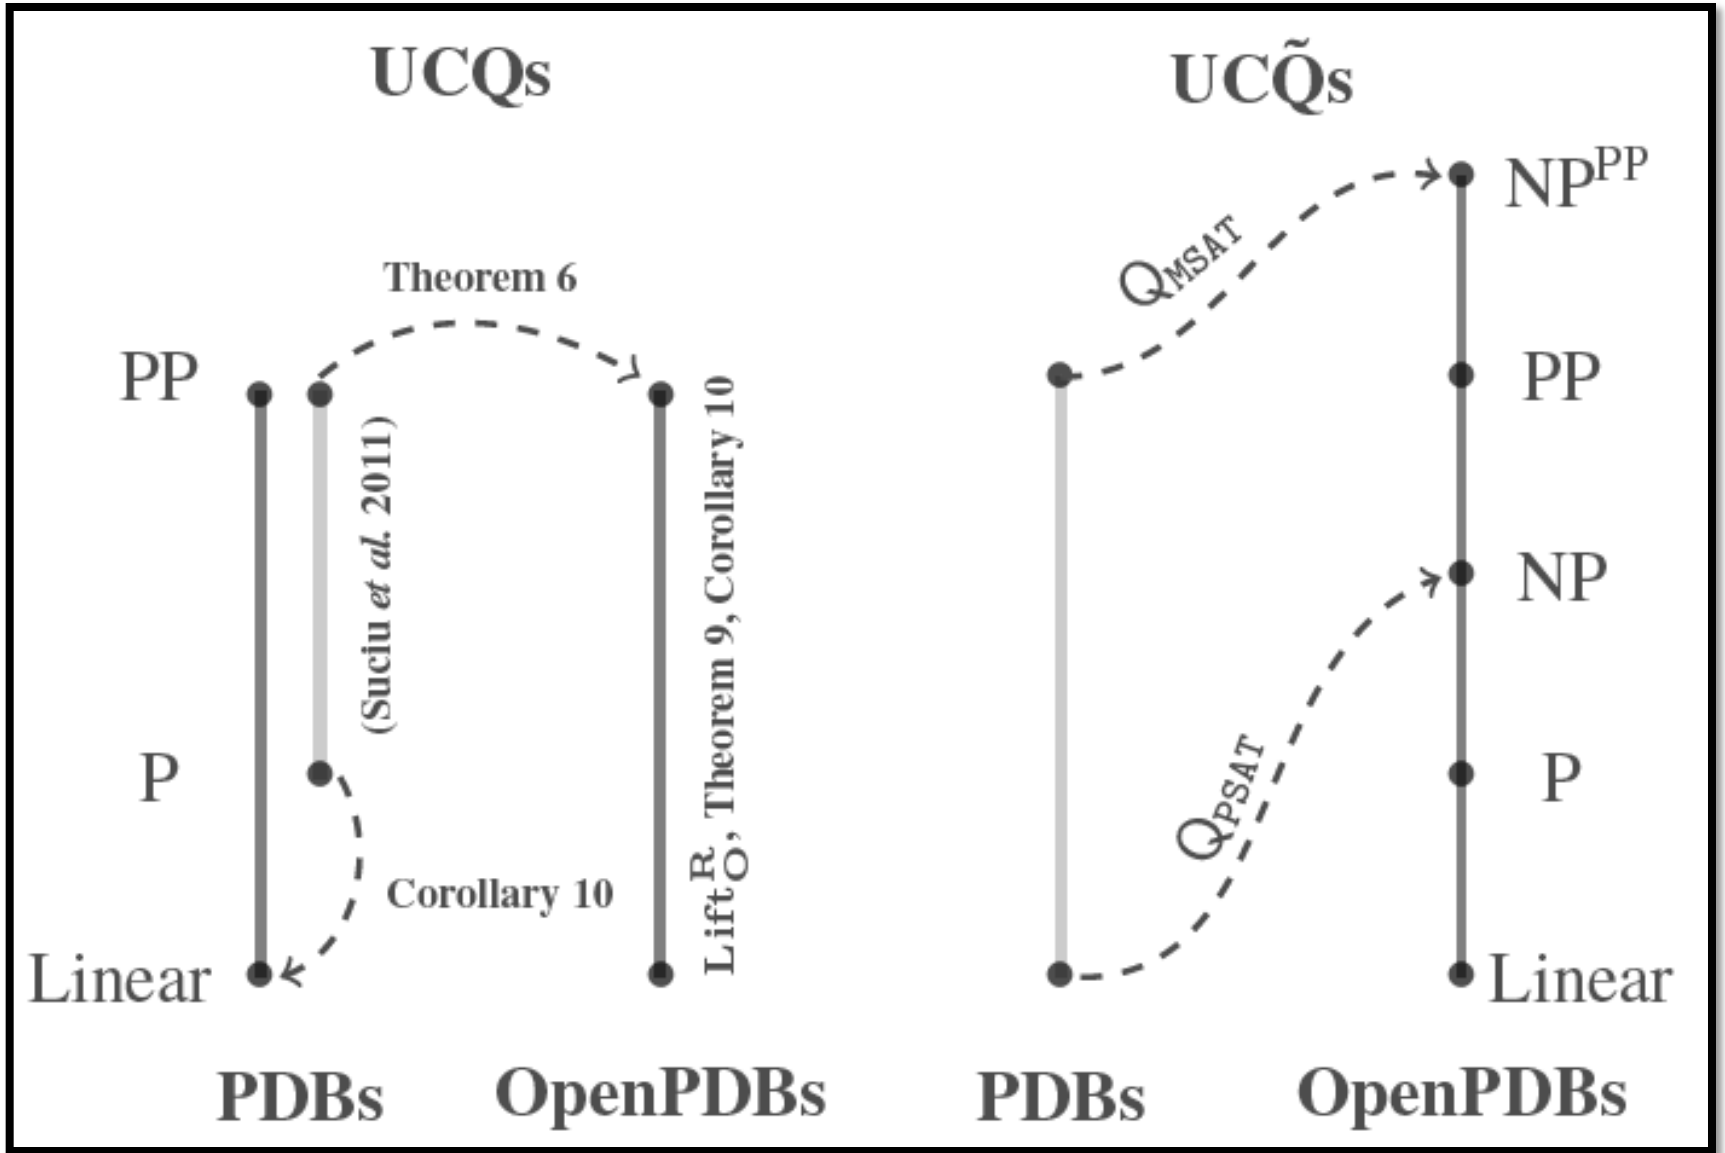 UCQs
UCQ̃s
NP^PP
Q_MSAT
Theorem 6
PP
PP
(Suciu et al. 2011)
Lift_O^R, Theorem 9, Corollary 10
NP
P
P
Q_PSAT
Corollary 10
Linear
Linear
PDBs
OpenPDBs
PDBs
OpenPDBs